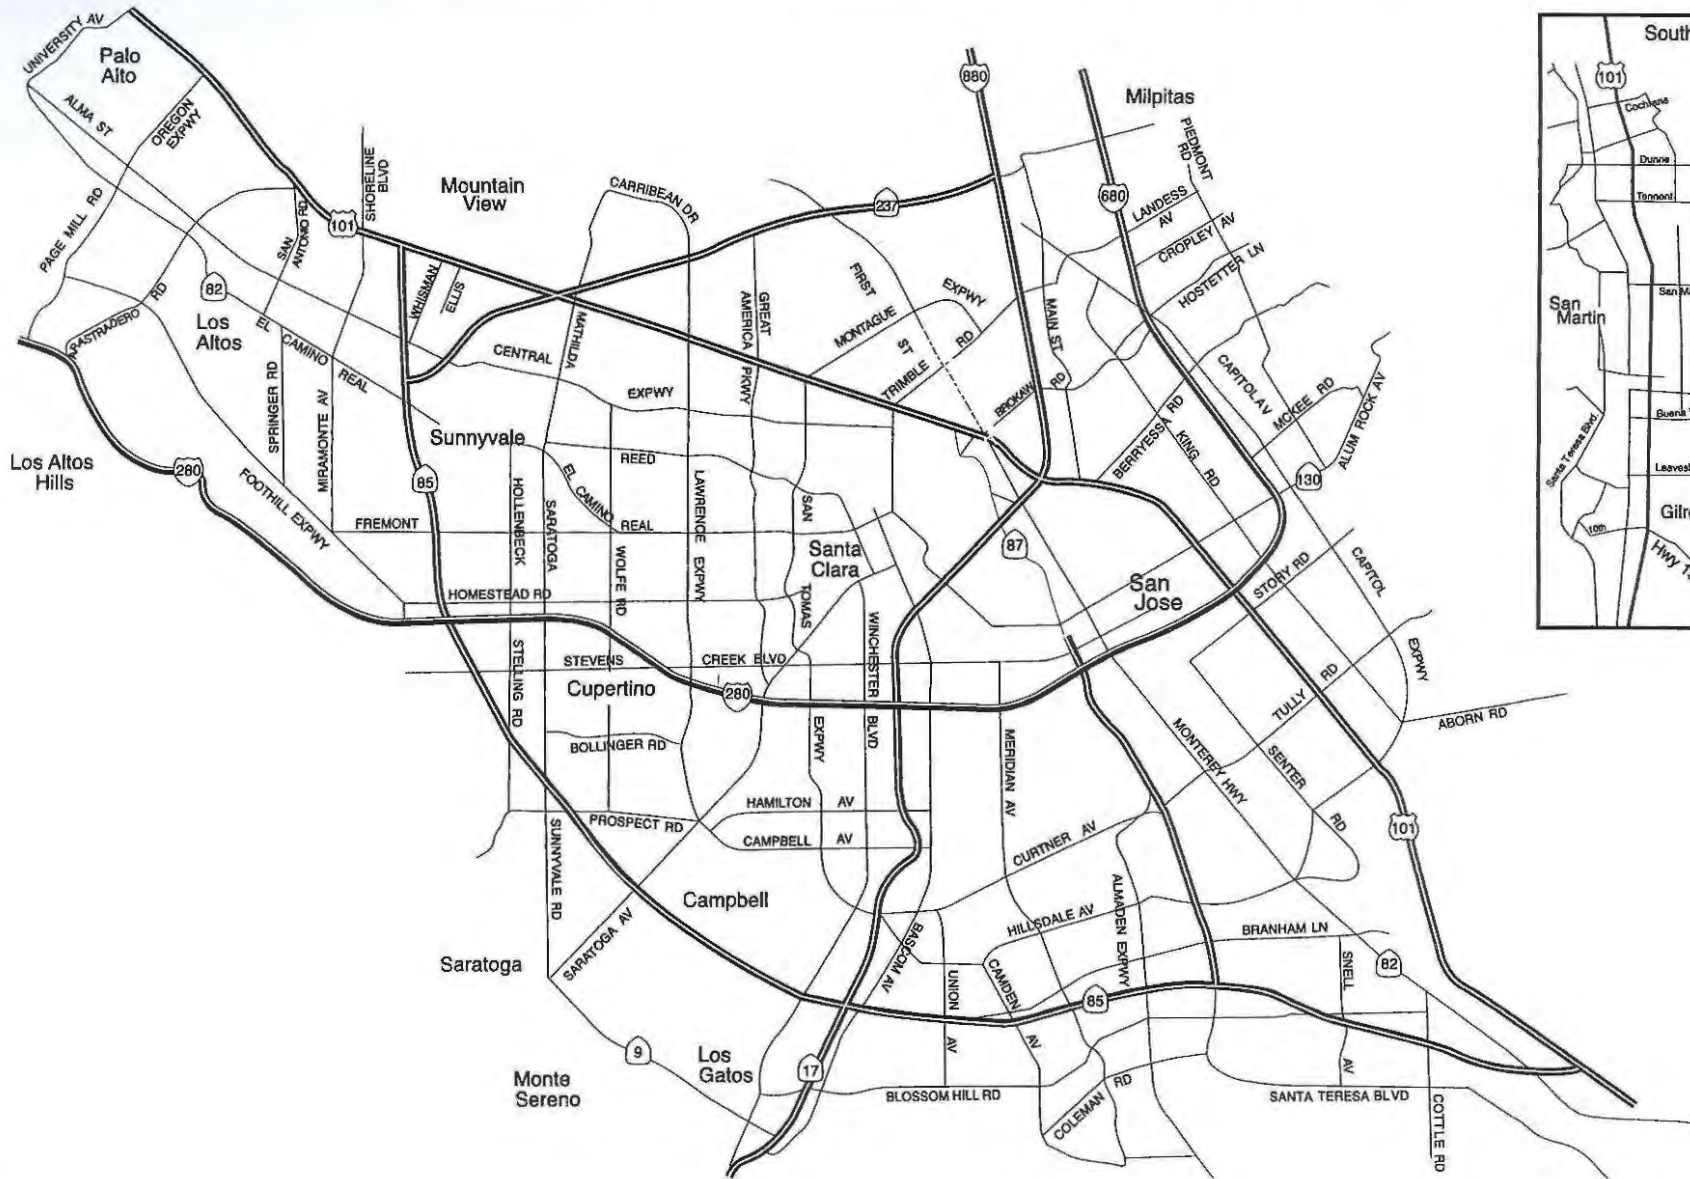 UNIVERSITY AV
Palo
Alto
ALMA ST
OREGON
EXPWY
PAGE MILL RD
SHORELINE
BLVD
101
SAN
ANTONIO RD
Mountain
View
CARRIBEAN DR
237
880
680
Milpitas
PIEDMONT
RD
LANDESS
AV
CROPLEY AV
HOSTETTER LN
82
Los
Altos
ARASTRADERO
RD
EL
CAMINO
REAL
SPRINGER RD
MIRAMONTE AV
WHISMAN
ELLIS
MATHILDA
CENTRAL
EXPWY
GREAT
AMERICA
PKWY
FIRST
ST
MONTAGUE
EXPWY
TRIMBLE
RD
MAIN ST
BROKAW
RD
BERRYESSA RD
KING
RD
CAPITOL AV
MCKEE RD
ALUM ROCK AV
130
Los Altos
Hills
280
FOOTHILL EXPWY
FREMONT
Sunnyvale
85
HOLLENBECK
SARATOGA
EL CAMINO
REAL
REED
WOLFE RD
LAWRENCE
EXPWY
SAN
TOMAS
EXPWY
Santa
Clara
87
San
Jose
STORY RD
CAPITOL
EXPWY
HOMESTEAD RD
STELLING RD
STEVENS
CREEK BLVD
Cupertino
280
WINCHESTER
BLVD
BOLLINGER RD
MERIDIAN AV
MONTEREY HWY
SENTER
RD
TULLY
RD
ABORN RD
101
PROSPECT RD
HAMILTON AV
CAMPBELL AV
CURTNER AV
SUNNYVALE RD
Campbell
SARATOGA AV
Saratoga
BASCOM AV
UNION
AV
CAMDEN
AV
HILLSDALE AV
ALMADEN EXPWY
BRANHAM LN
SNELL
AV
82
85
9
Los
Gatos
17
Monte
Sereno
BLOSSOM HILL RD
COLEMAN
RD
SANTA TERESA BLVD
COTTLE RD
South
101
Cochrane
Dunne
Tennant
San
Martin
San Ma
Santa Teresa Blvd.
Buena
Leavesl
Gilr
10th
Hwy 15